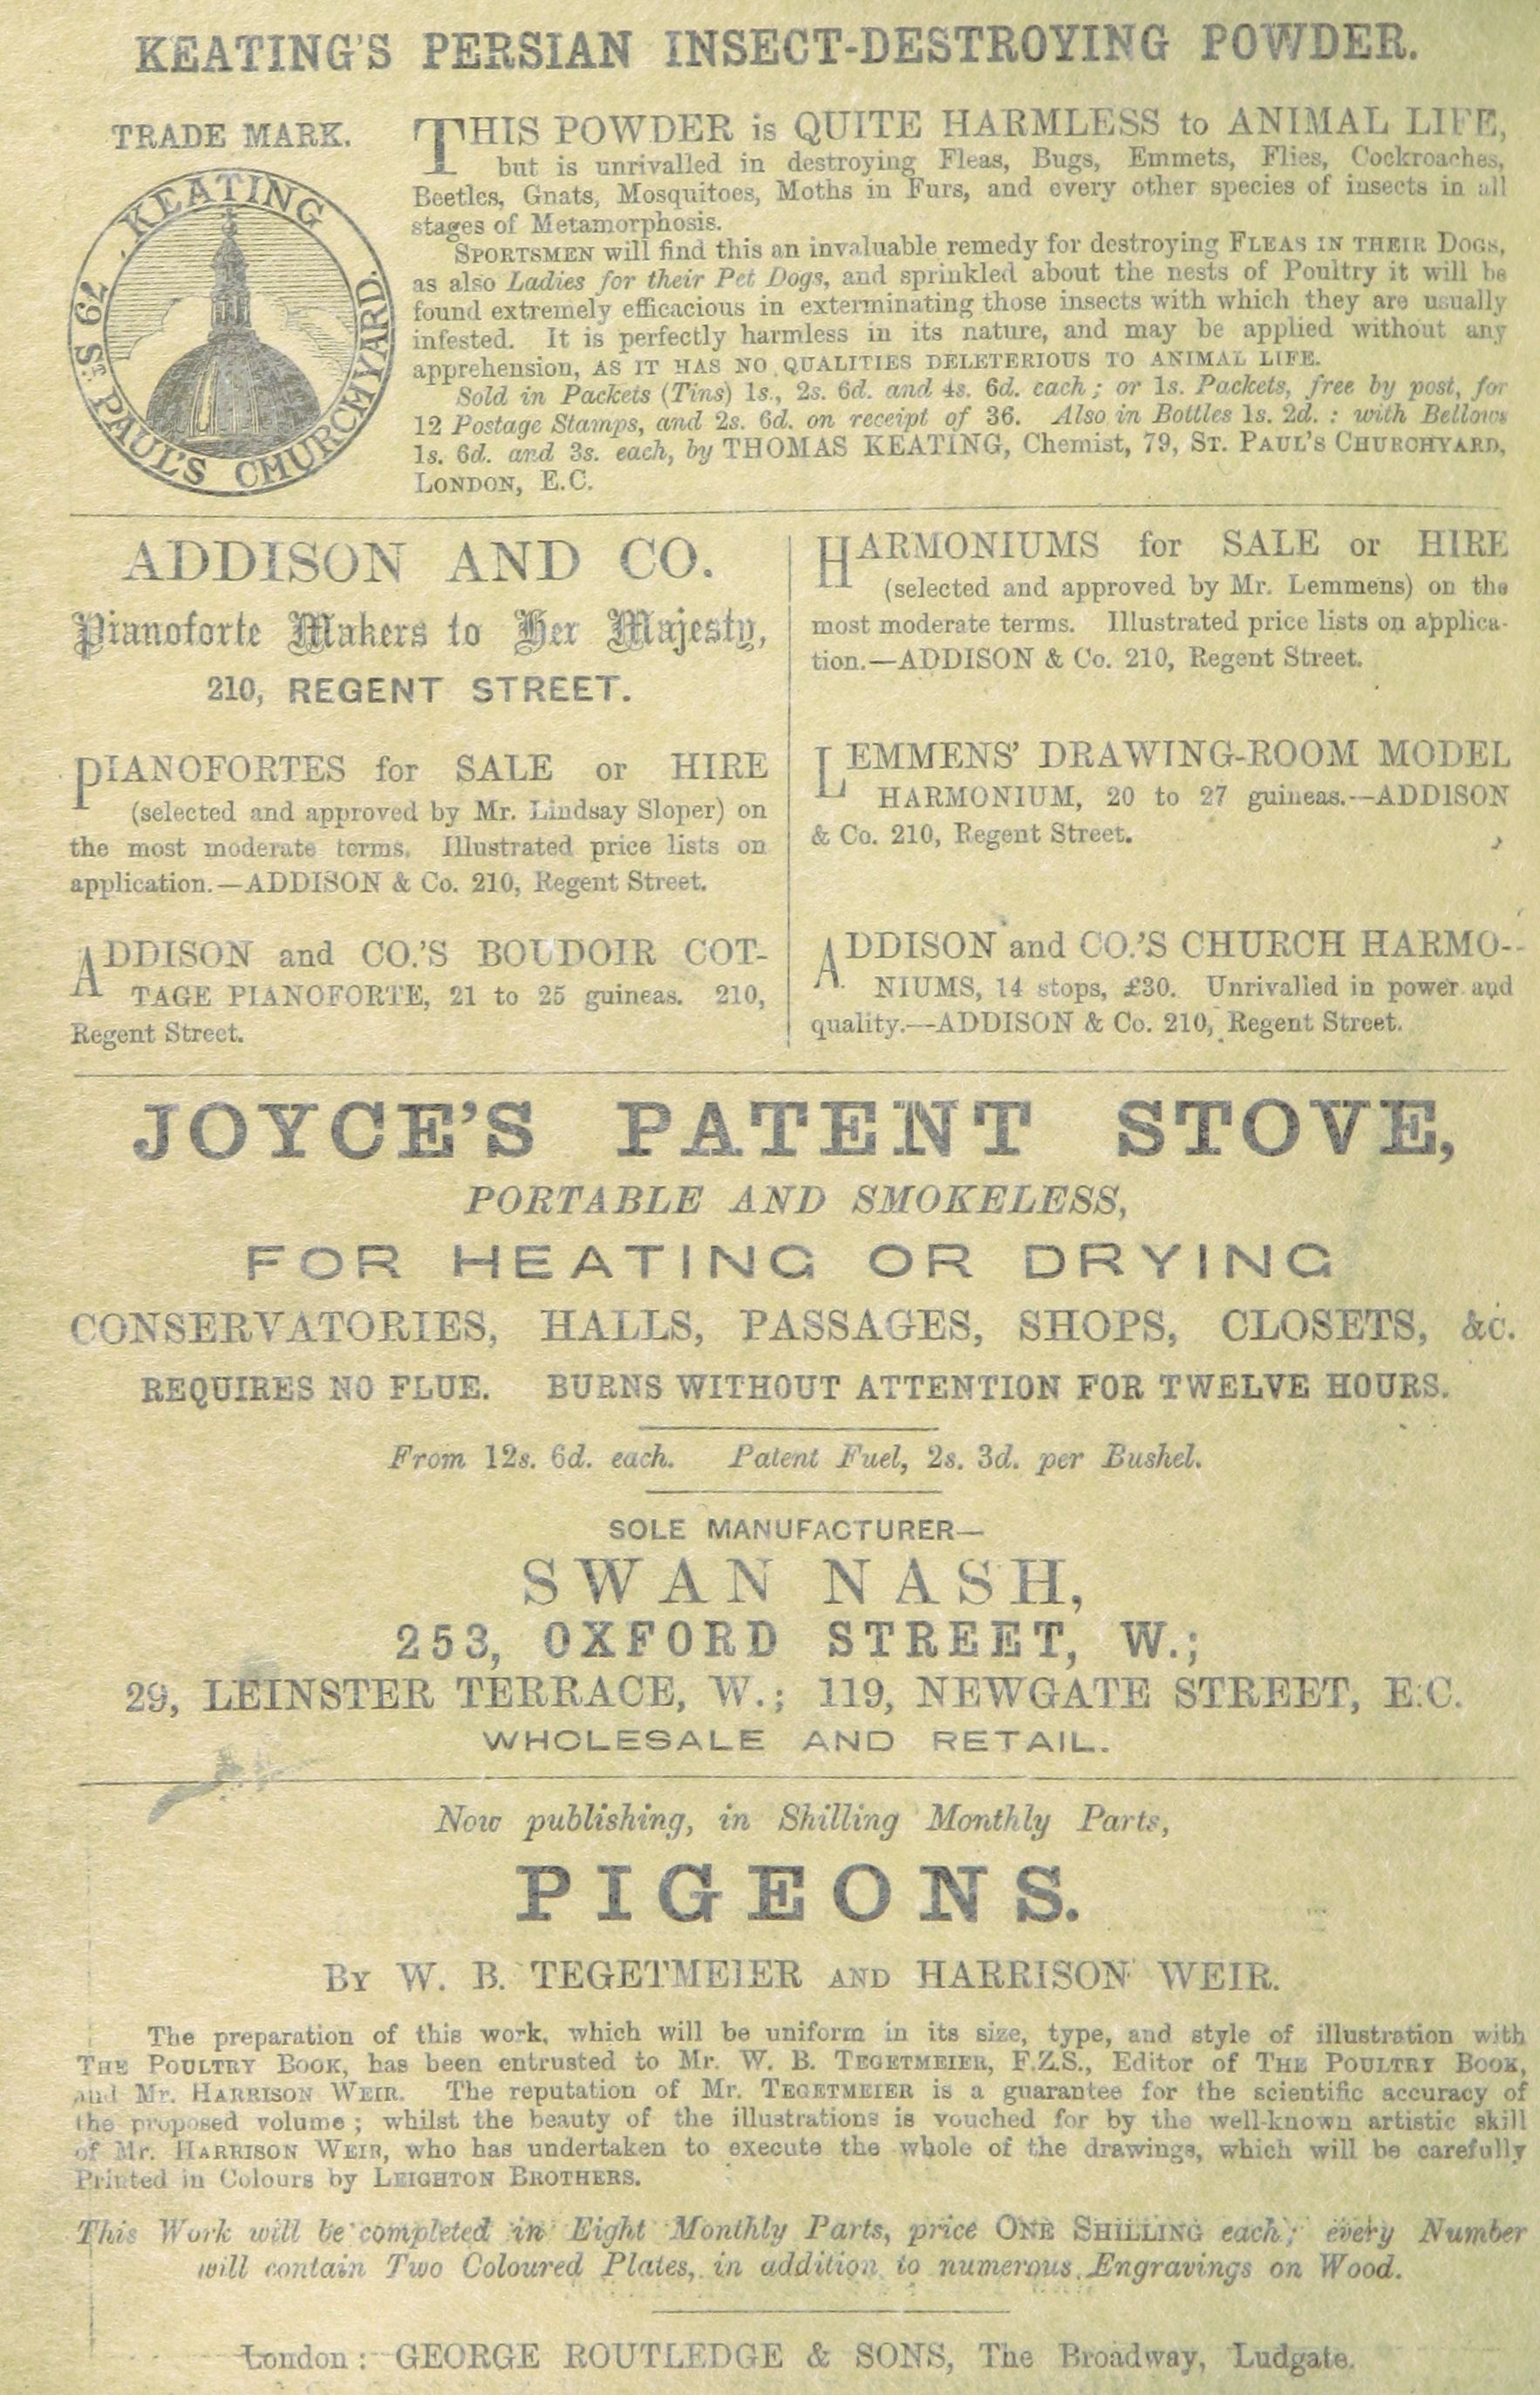 KEATING'S PERSIAN INSECT-DESTROYING POWDER.
TRADE MARK.
KEATING
79 St PAUL'S CHURCHYARD
THIS POWDER is QUITE HARMLESS to ANIMAL LIFE,
but is unrivalled in destroying Fleas, Bugs, Emmets, Flies, Cockroaches,
Beetles, Gnats, Mosquitoes, Moths in Furs, and every other species of insects in all
stages of Metamorphosis.
SPORTSMEN will find this an invaluable remedy for destroying FLEAS IN THEIR DOGS,
as also Ladies for their Pet Dogs, and sprinkled about the nests of Poultry it will be
found extremely efficacious in exterminating those insects with which they are usually
infested. It is perfectly harmless in its nature, and may be applied without any
apprehension, AS IT HAS NO QUALITIES DELETERIOUS TO ANIMAL LIFE.
Sold in Packets (Tins) 1s., 2s. 6d. and 4s. 6d. each; or 1s. Packets, free by post, for
12 Postage Stamps, and 2s. 6d. on receipt of 36. Also in Bottles 1s. 2d. : with Bellows
1s. 6d. and 3s. each, by THOMAS KEATING, Chemist, 79, ST. PAUL'S CHURCHYARD,
LONDON, E.C.
ADDISON AND CO.
Pianoforte Makers to Her Majesty,
210, REGENT STREET.
PIANOFORTES for SALE or HIRE
(selected and approved by Mr. Lindsay Sloper) on
the most moderate terms. Illustrated price lists on
application.—ADDISON & Co. 210, Regent Street.
ADDISON and CO.'S BOUDOIR COT-
TAGE PIANOFORTE, 21 to 25 guineas. 210,
Regent Street.
HARMONIUMS for SALE or HIRE
(selected and approved by Mr. Lemmens) on the
most moderate terms. Illustrated price lists on applica-
tion.—ADDISON & Co. 210, Regent Street.
LEMMENS' DRAWING-ROOM MODEL
HARMONIUM, 20 to 27 guineas.—ADDISON
& Co. 210, Regent Street.
ADDISON and CO.'S CHURCH HARMO-
NIUMS, 14 stops, £30. Unrivalled in power and
quality.—ADDISON & Co. 210, Regent Street.
JOYCE'S PATENT STOVE,
PORTABLE AND SMOKELESS,
FOR HEATING OR DRYING
CONSERVATORIES, HALLS, PASSAGES, SHOPS, CLOSETS, &c.
REQUIRES NO FLUE. BURNS WITHOUT ATTENTION FOR TWELVE HOURS.
From 12s. 6d. each. Patent Fuel, 2s. 3d. per Bushel.
SOLE MANUFACTURER—
SWAN NASH,
253, OXFORD STREET, W.;
29, LEINSTER TERRACE, W.; 119, NEWGATE STREET, E.C.
WHOLESALE AND RETAIL.
Now publishing, in Shilling Monthly Parts,
PIGEONS.
BY W. B. TEGETMEIER AND HARRISON WEIR.
The preparation of this work, which will be uniform in its size, type, and style of illustration with
THE POULTRY BOOK, has been entrusted to Mr. W. B. TEGETMEIER, F.Z.S., Editor of THE POULTRY BOOK,
and Mr. HARRISON WEIR. The reputation of Mr. TEGETMEIER is a guarantee for the scientific accuracy of
the proposed volume; whilst the beauty of the illustrations is vouched for by the well-known artistic skill
of Mr. HARRISON WEIR, who has undertaken to execute the whole of the drawings, which will be carefully
Printed in Colours by LEIGHTON BROTHERS.
This Work will be completed in Eight Monthly Parts, price ONE SHILLING each; every Number
will contain Two Coloured Plates, in addition to numerous Engravings on Wood.
London: GEORGE ROUTLEDGE & SONS, The Broadway, Ludgate.